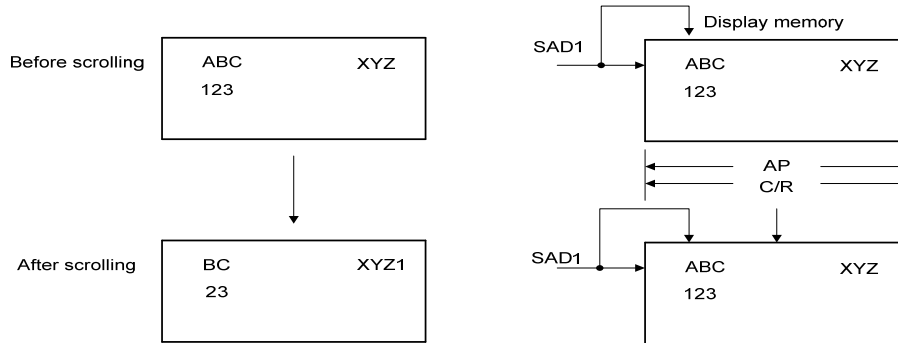 Display memory
SAD1
Before scrolling
ABC XYZ
123
ABC XYZ
123
AP
C/R
SAD1
After scrolling
BC XYZ1
23
ABC XYZ
123